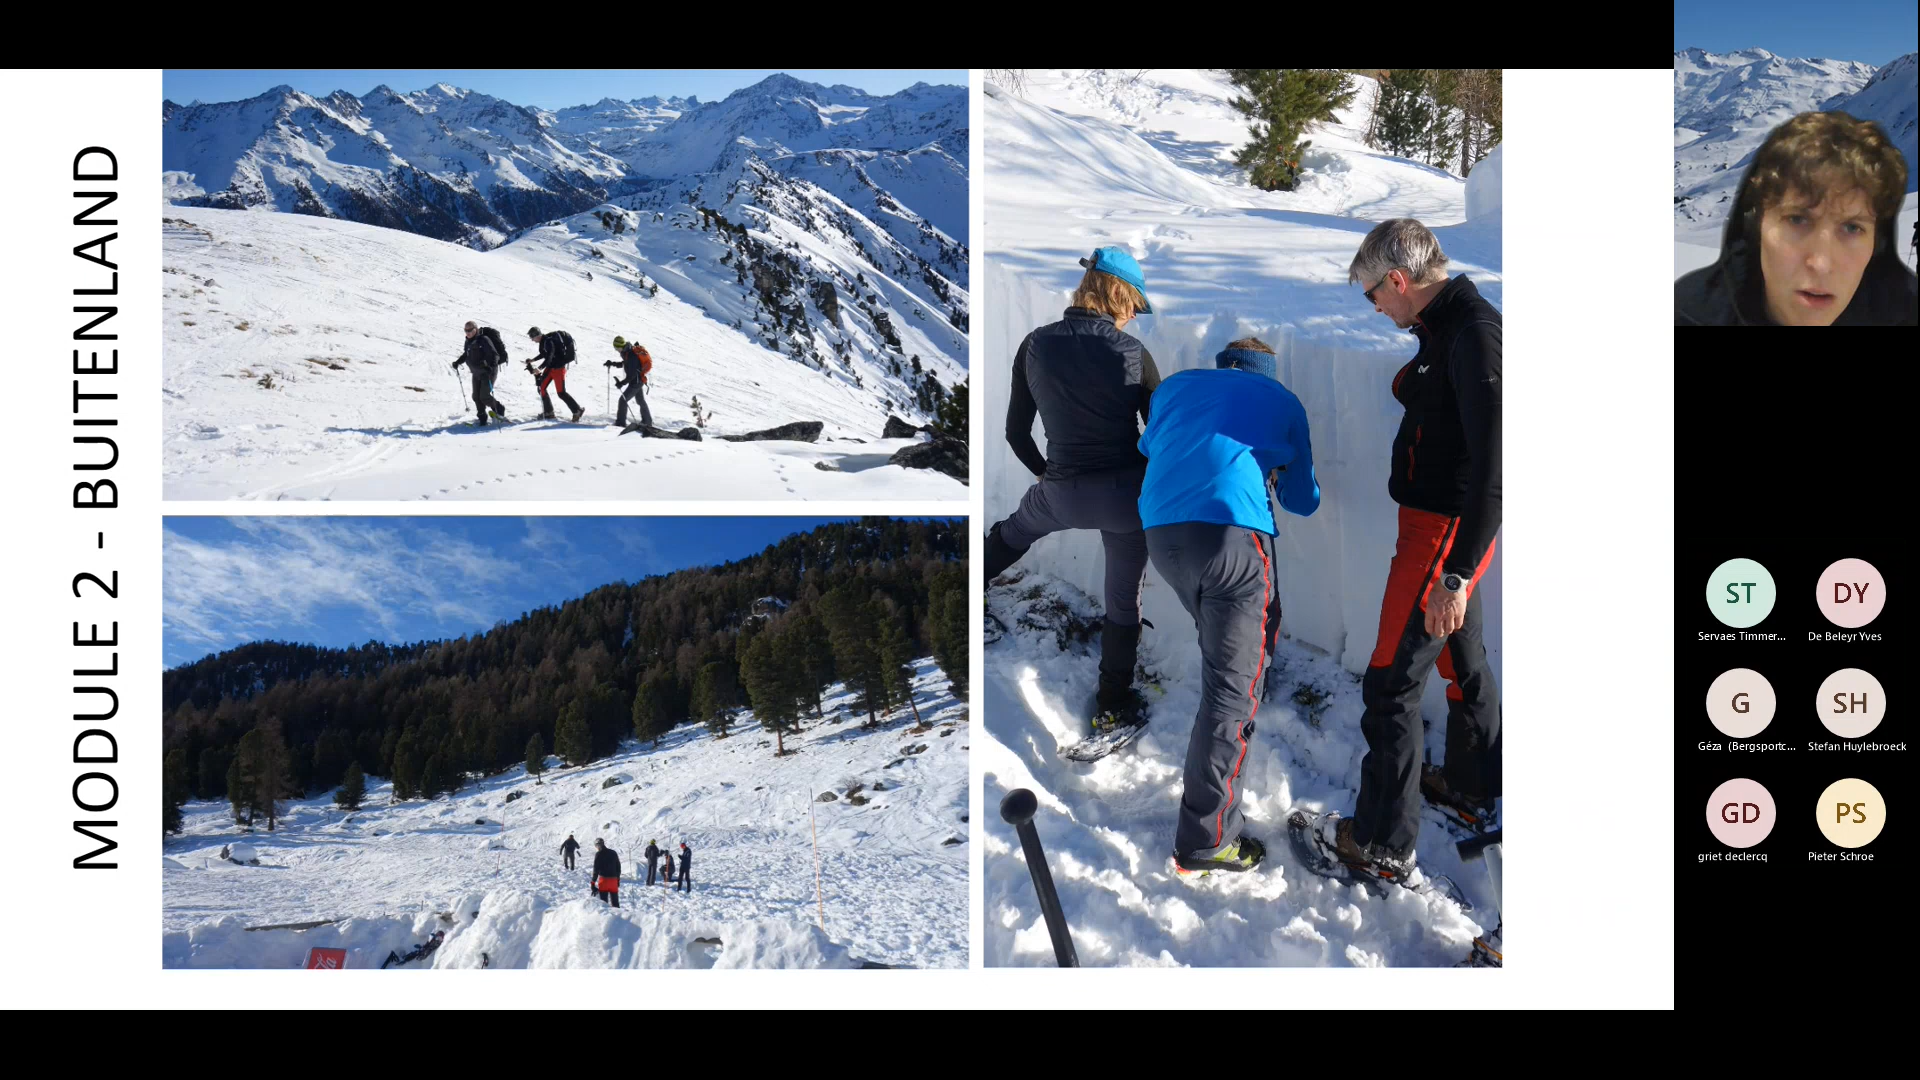 MODULE 2 - BUITENLAND
ST
DY
Servaes Timmer...
De Beleyr Yves
G
SH
Géza (Bergsportc...
Stefan Huylebroeck
GD
PS
griet declercq
Pieter Schroe